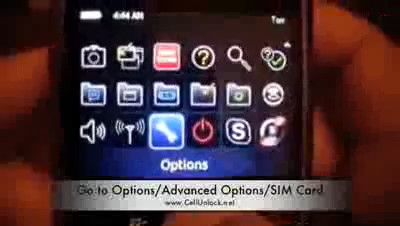 4:44 AM
Options
Go to Options/Advanced Options/SIM Card
www.CellUnlock.net